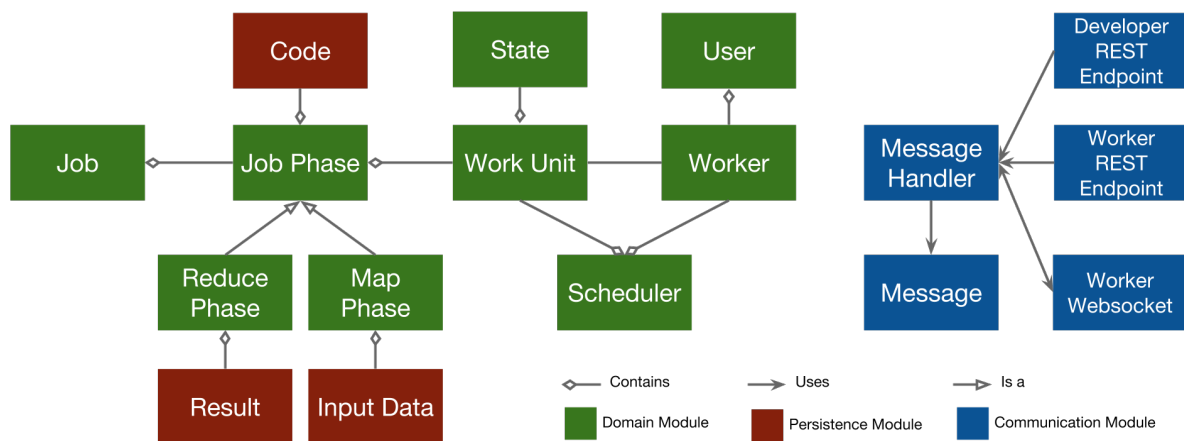 Code
State
User
Developer
REST
Endpoint
Job
Job Phase
Work Unit
Worker
Message
Handler
Worker
REST
Endpoint
Reduce
Phase
Map
Phase
Scheduler
Message
Worker
Websocket
Result
Input Data
Contains
Uses
Is a
Domain Module
Persistence Module
Communication Module